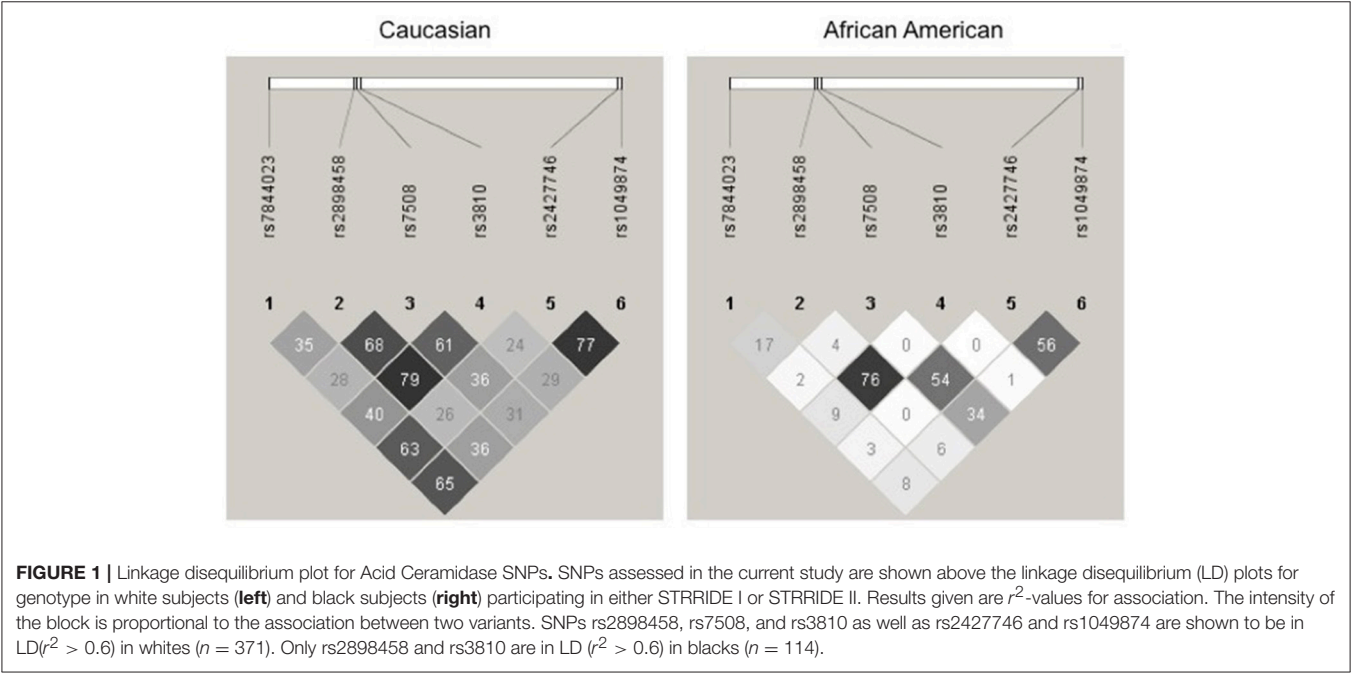 Caucasian
African American
rs7844023 rs2898458 rs7508 rs3810 rs2427746 rs1049874
rs7844023 rs2898458 rs7508 rs3810 rs2427746 rs1049874
1 2 3 4 5 6
1 2 3 4 5 6
35 68 61 24 77
28 79 36 29
40 26 31
63 36
65
17 4 0 0 56
2 76 54 1
9 0 34
3 6
8
FIGURE 1 | Linkage disequilibrium plot for Acid Ceramidase SNPs. SNPs assessed in the current study are shown above the linkage disequilibrium (LD) plots for
genotype in white subjects (left) and black subjects (right) participating in either STRRIDE I or STRRIDE II. Results given are r²-values for association. The intensity of
the block is proportional to the association between two variants. SNPs rs2898458, rs7508, and rs3810 as well as rs2427746 and rs1049874 are shown to be in
LD(r² > 0.6) in whites (n = 371). Only rs2898458 and rs3810 are in LD (r² > 0.6) in blacks (n = 114).